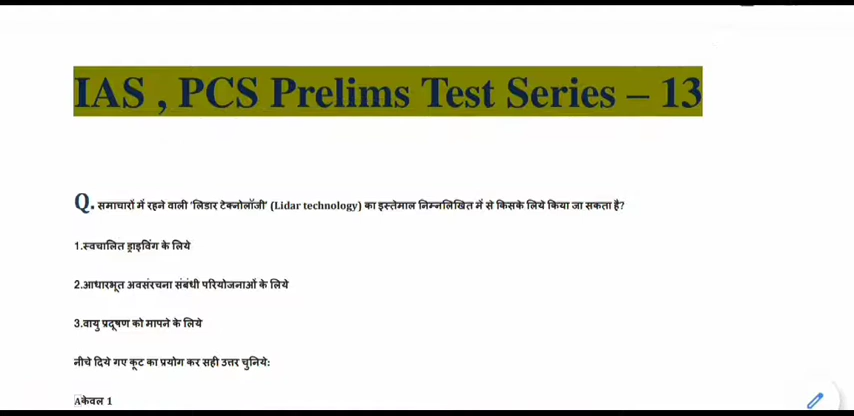 IAS , PCS Prelims Test Series – 13
Q. समाचारों में रहने वाली 'लिडार टेक्नोलॉजी' (Lidar technology) का इस्तेमाल निम्नलिखित में से किसके लिये किया जा सकता है?
1.स्वचालित ड्राइविंग के लिये
2.आधारभूत अवसंरचना संबंधी परियोजनाओं के लिये
3.वायु प्रदूषण को मापने के लिये
नीचे दिये गए कूट का प्रयोग कर सही उत्तर चुनिये:
Aकेवल 1